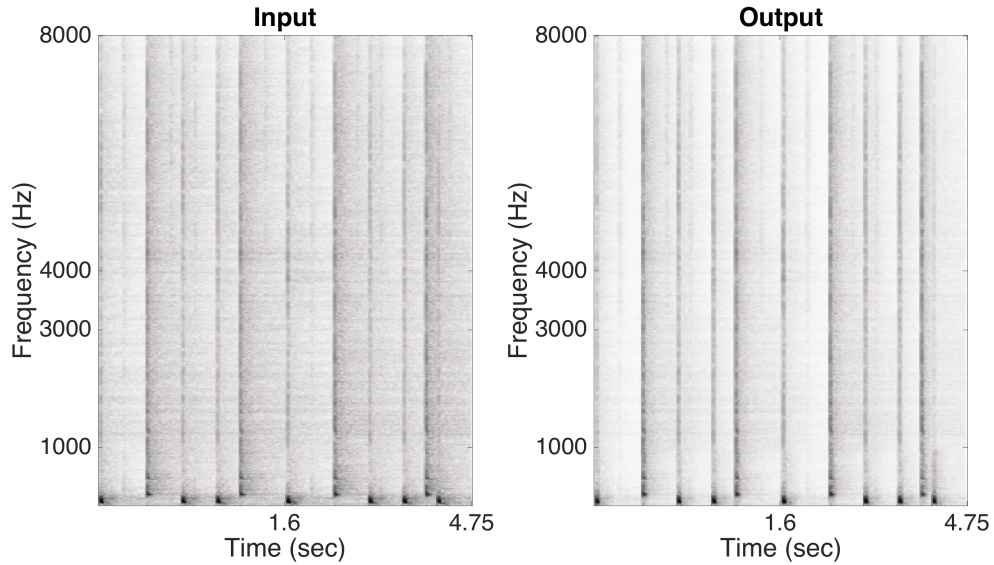 Input
8000
4000
3000
1000
Frequency (Hz)
1.6
4.75
Time (sec)
Output
8000
4000
3000
1000
Frequency (Hz)
1.6
4.75
Time (sec)